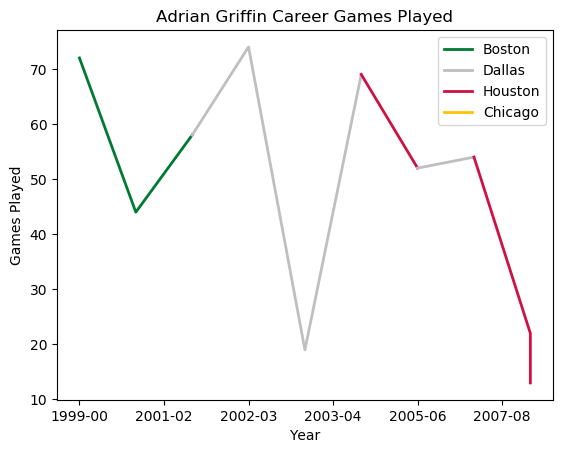 Adrian Griffin Career Games Played
Boston
Dallas
Houston
Chicago
Games Played
70
60
50
40
30
20
10
1999-00 2001-02 2002-03 2003-04 2005-06 2007-08
Year